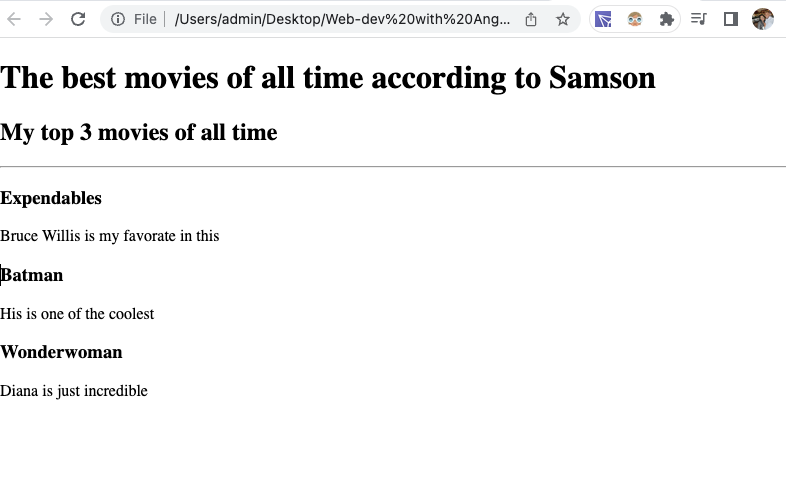 File /Users/admin/Desktop/Web-dev%20with%20Ang...
The best movies of all time according to Samson
My top 3 movies of all time
Expendables
Bruce Willis is my favorate in this
Batman
His is one of the coolest
Wonderwoman
Diana is just incredible